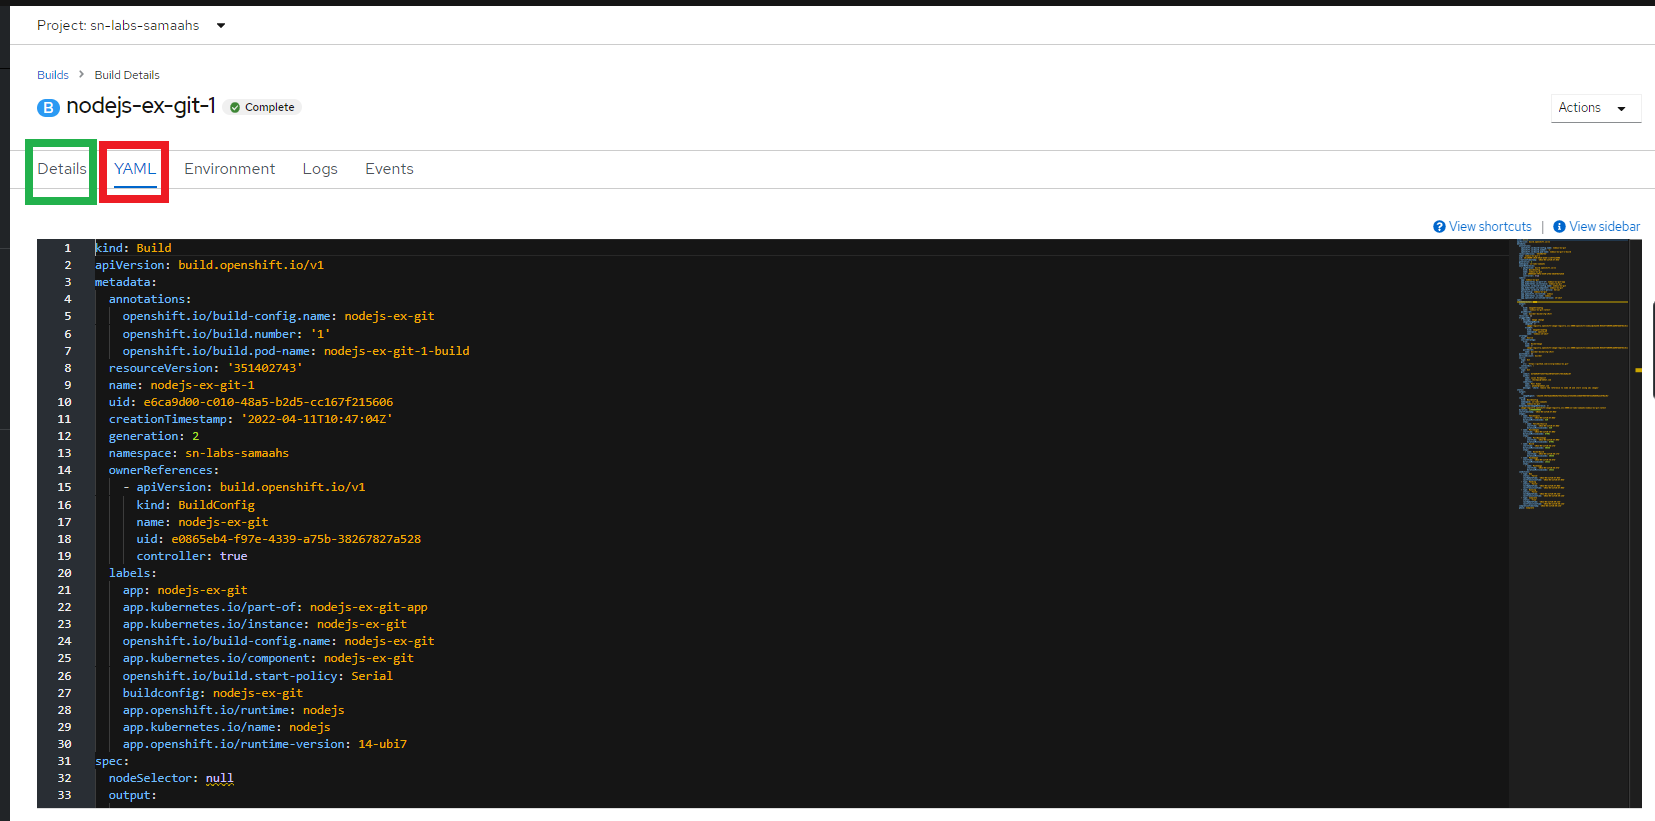 Project: sn-labs-samaahs
Builds > Build Details
B nodejs-ex-git-1 Complete
Actions
Details YAML Environment Logs Events
View shortcuts | View sidebar
1 kind: Build
2 apiVersion: build.openshift.io/v1
3 metadata:
4 annotations:
5 openshift.io/build-config.name: nodejs-ex-git
6 openshift.io/build.number: '1'
7 openshift.io/build.pod-name: nodejs-ex-git-1-build
8 resourceVersion: '351402743'
9 name: nodejs-ex-git-1
10 uid: e6ca9d00-c010-48a5-b2d5-cc167f215606
11 creationTimestamp: '2022-04-11T10:47:04Z'
12 generation: 2
13 namespace: sn-labs-samaahs
14 ownerReferences:
15 - apiVersion: build.openshift.io/v1
16 kind: BuildConfig
17 name: nodejs-ex-git
18 uid: e0865eb4-f97e-4339-a75b-38267827a528
19 controller: true
20 labels:
21 app: nodejs-ex-git
22 app.kubernetes.io/part-of: nodejs-ex-git-app
23 app.kubernetes.io/instance: nodejs-ex-git
24 openshift.io/build-config.name: nodejs-ex-git
25 app.kubernetes.io/component: nodejs-ex-git
26 openshift.io/build.start-policy: Serial
27 buildconfig: nodejs-ex-git
28 app.openshift.io/runtime: nodejs
29 app.kubernetes.io/name: nodejs
30 app.openshift.io/runtime-version: 14-ubi7
31 spec:
32 nodeSelector: null
33 output: